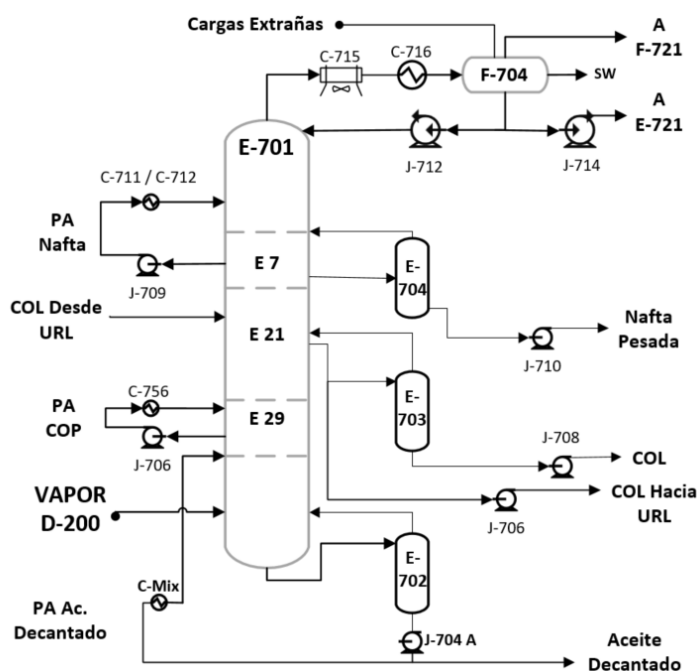 Cargas Extrañas
A
F-721
C-715
C-716
F-704
SW
A
E-721
E-701
J-712
J-714
C-711 / C-712
PA
Nafta
E 7
E-
704
J-709
COL Desde
URL
E 21
Nafta
Pesada
J-710
C-756
PA
COP
E 29
E-
703
J-706
J-708
COL
COL Hacia
URL
J-706
VAPOR
D-200
E-
702
C-Mix
PA Ac.
Decantado
J-704 A
Aceite
Decantado